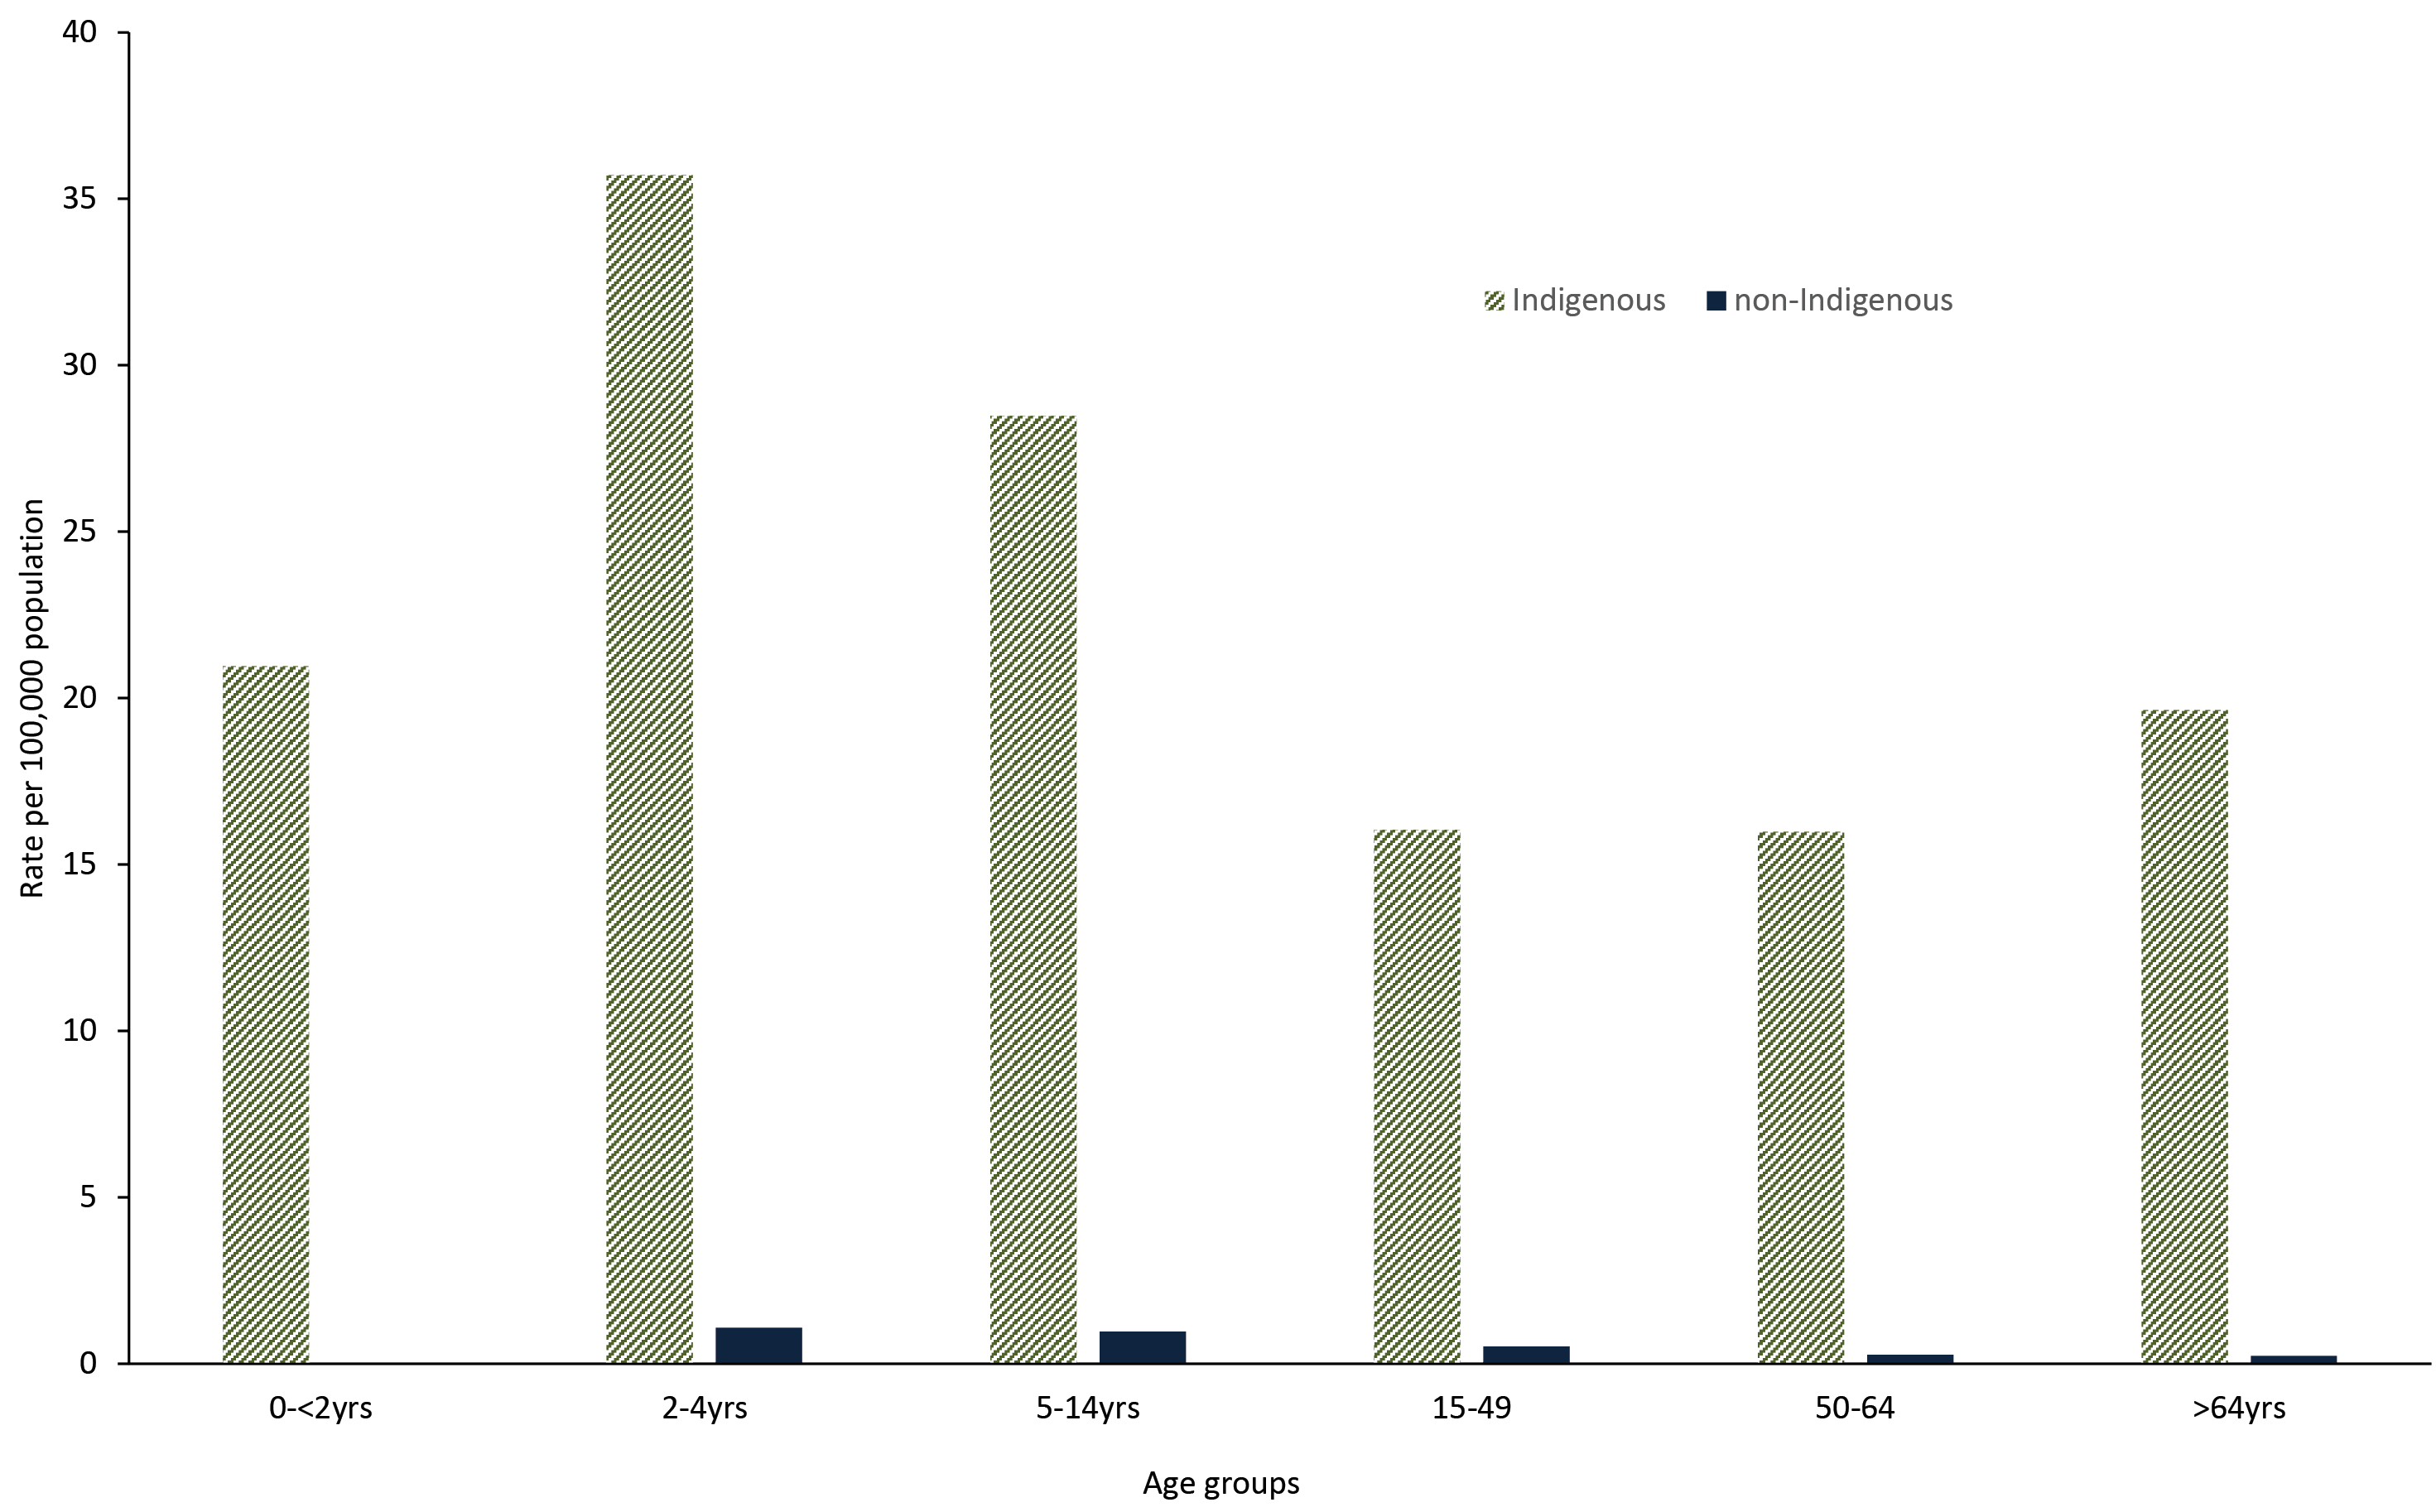 40
35
30
25
20
15
10
5
0
Rate per 100,000 population
Indigenous non-Indigenous
0-<2yrs 2-4yrs 5-14yrs 15-49 50-64 >64yrs
Age groups